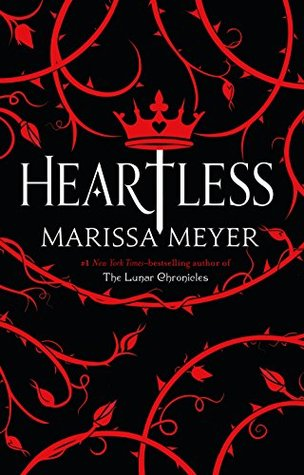 HEARTLESS
MARISSA MEYER
#1 New York Times–bestselling author of
The Lunar Chronicles